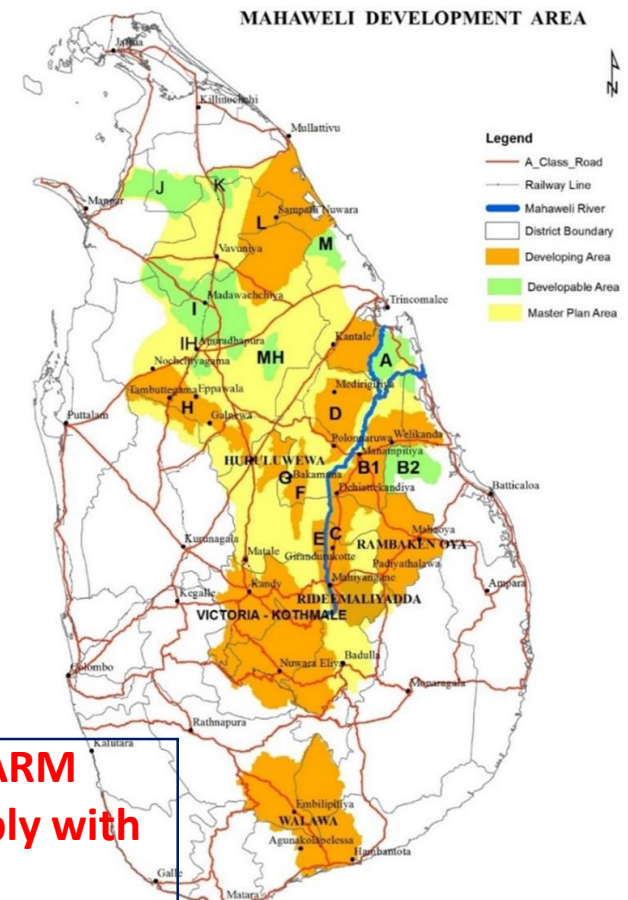 MAHAWELI DEVELOPMENT AREA
Jaffna
N
Killinochchi
Mullattivu
Legend
A_Class_Road
Railway Line
Mahaweli River
District Boundary
Developing Area
Developable Area
Master Plan Area
J
K
L
Sampath Nuwara
Mannar
M
Vavuniya
I
Madawachchiya
Trincomalee
IH
Anuradhapura
MH
Kantale
A
Nochchiyagama
Tambuttegama
Eppawala
Medirigiriya
H
D
Puttalam
Galnewa
Polonnaruwa
Welikanda
Manampitiya
HURULUWEWA
B1
B2
G
Bakamuna
F
Dehiattekandiya
Batticaloa
E
C
Mahaoya
Kurunagala
RAMBAKEN OYA
Matale
Girandurukotte
Padiyathalawa
Kandy
Mahiyangane
Ampara
Kegalle
RIDEEMALIYADDA
VICTORIA - KOTHMALE
Badulla
Colombo
Nuwara Eliya
Monaragala
Rathnapura
ARM
Kalutara
ply with
Embilipitiya
WALAWA
Agunakolapelessa
Hambantota
Galle
Matara